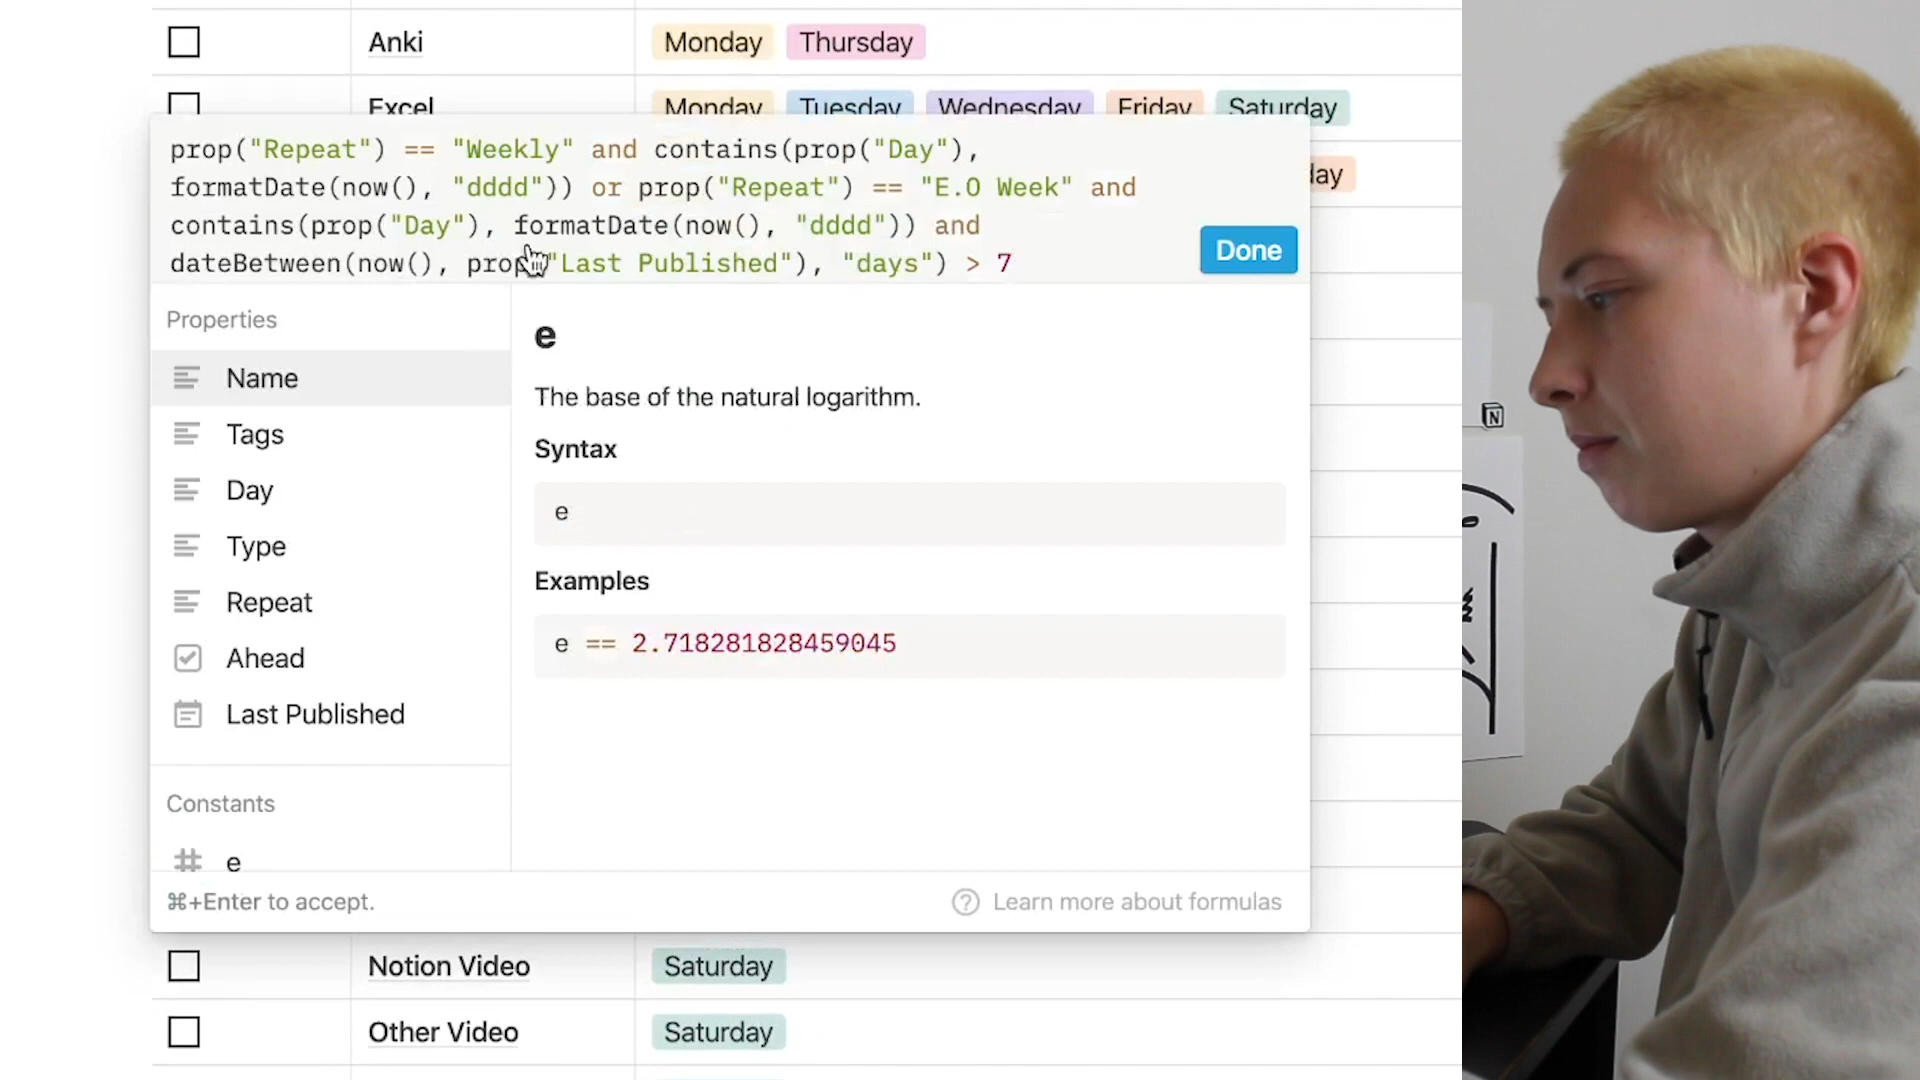 Anki Monday Thursday
Excel Monday Tuesday Wednesday Friday Saturday
prop("Repeat") == "Weekly" and contains(prop("Day"),
formatDate(now(), "dddd")) or prop("Repeat") == "E.O Week" and
contains(prop("Day"), formatDate(now(), "dddd")) and
dateBetween(now(), prop("Last Published"), "days") > 7
day
Done
Properties
Name
Tags
Day
Type
Repeat
Ahead
Last Published
Constants
e
e
The base of the natural logarithm.
Syntax
e
Examples
e == 2.718281828459045
⌘+Enter to accept.
Learn more about formulas
Notion Video Saturday
Other Video Saturday
N